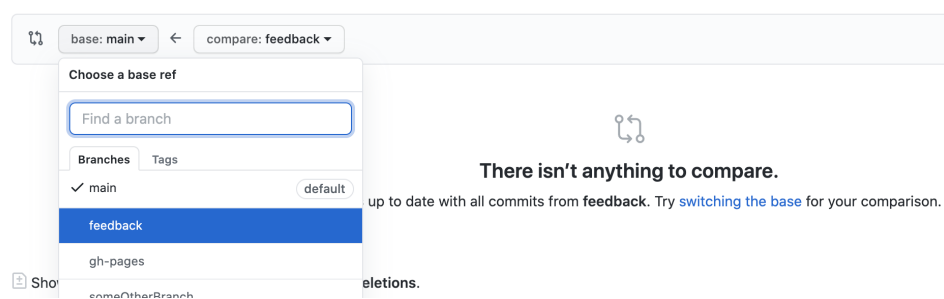 base: main
compare: feedback
Choose a base ref
Find a branch
Branches
Tags
There isn’t anything to compare.
main
default
up to date with all commits from feedback. Try switching the base for your comparison.
feedback
gh-pages
eletions.
someOtherBranch